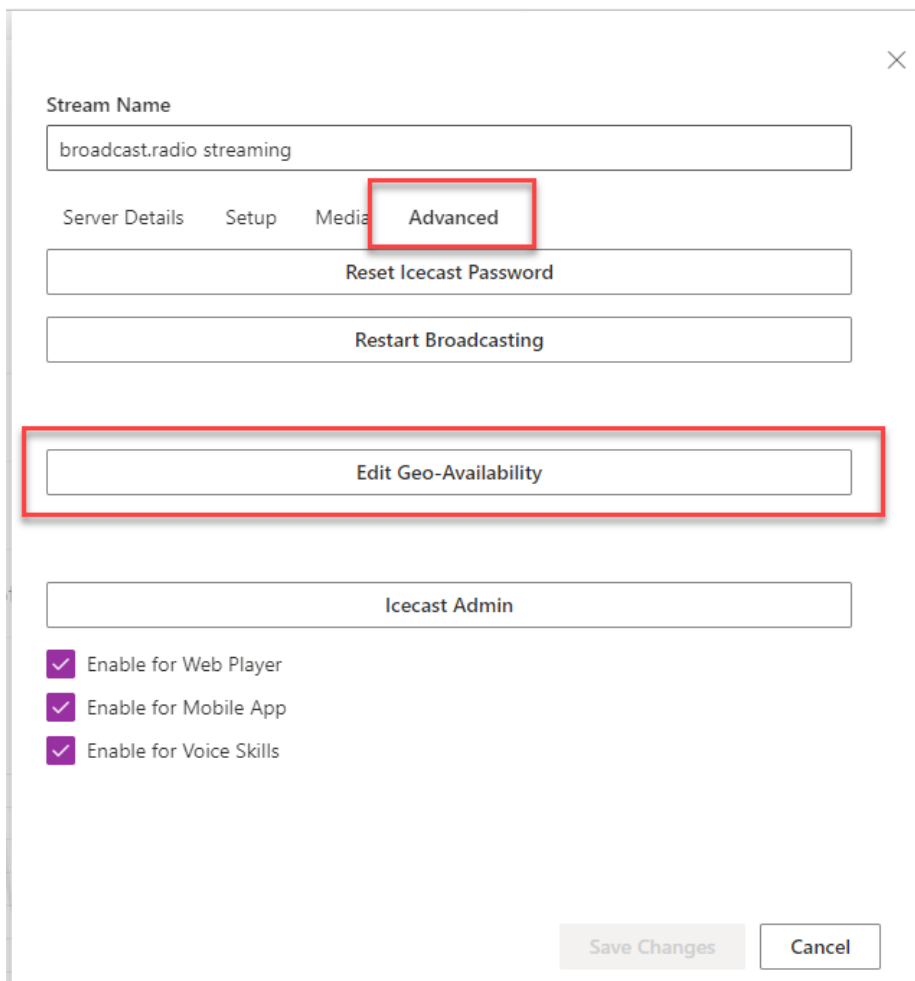 Stream Name
broadcast.radio streaming
Server Details Setup Media Advanced
Reset Icecast Password
Restart Broadcasting
Edit Geo-Availability
Icecast Admin
Enable for Web Player
Enable for Mobile App
Enable for Voice Skills
Save Changes Cancel